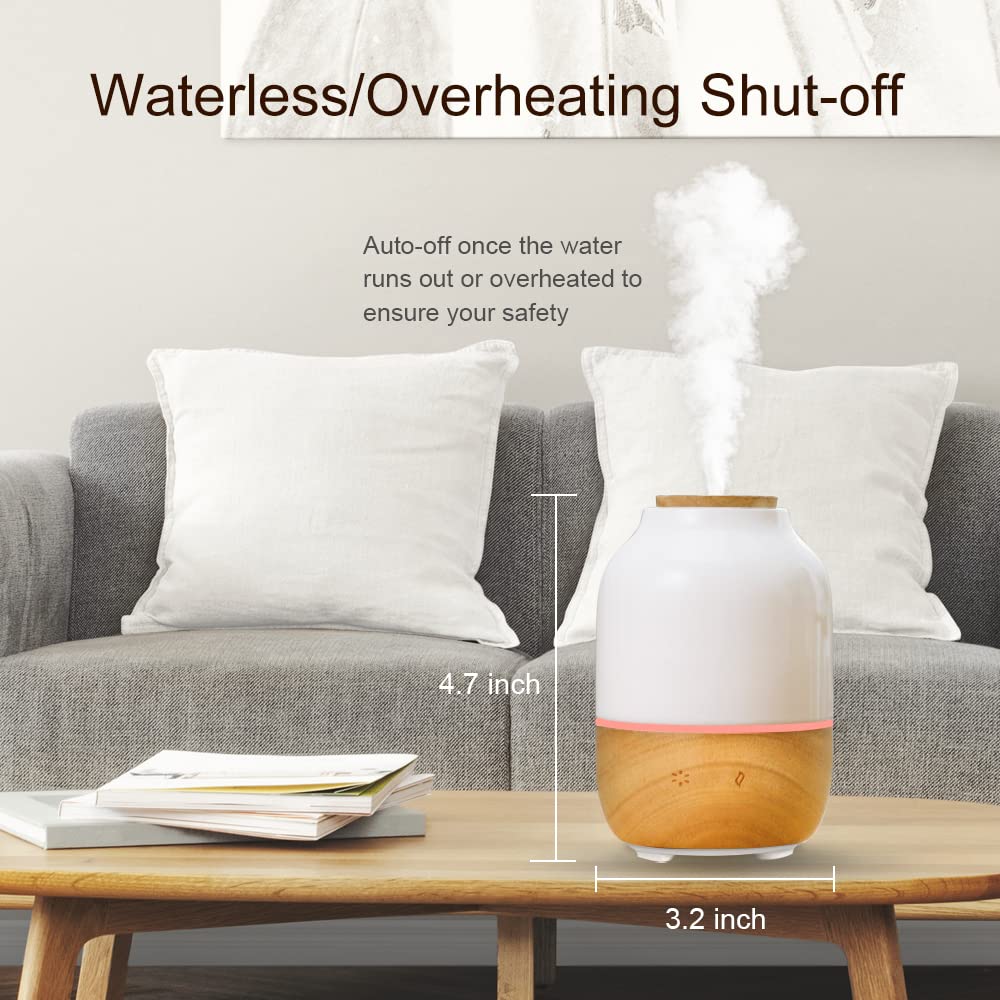 Waterless/Overheating Shut-off
Auto-off once the water
runs out or overheated to
ensure your safety
4.7 inch
3.2 inch